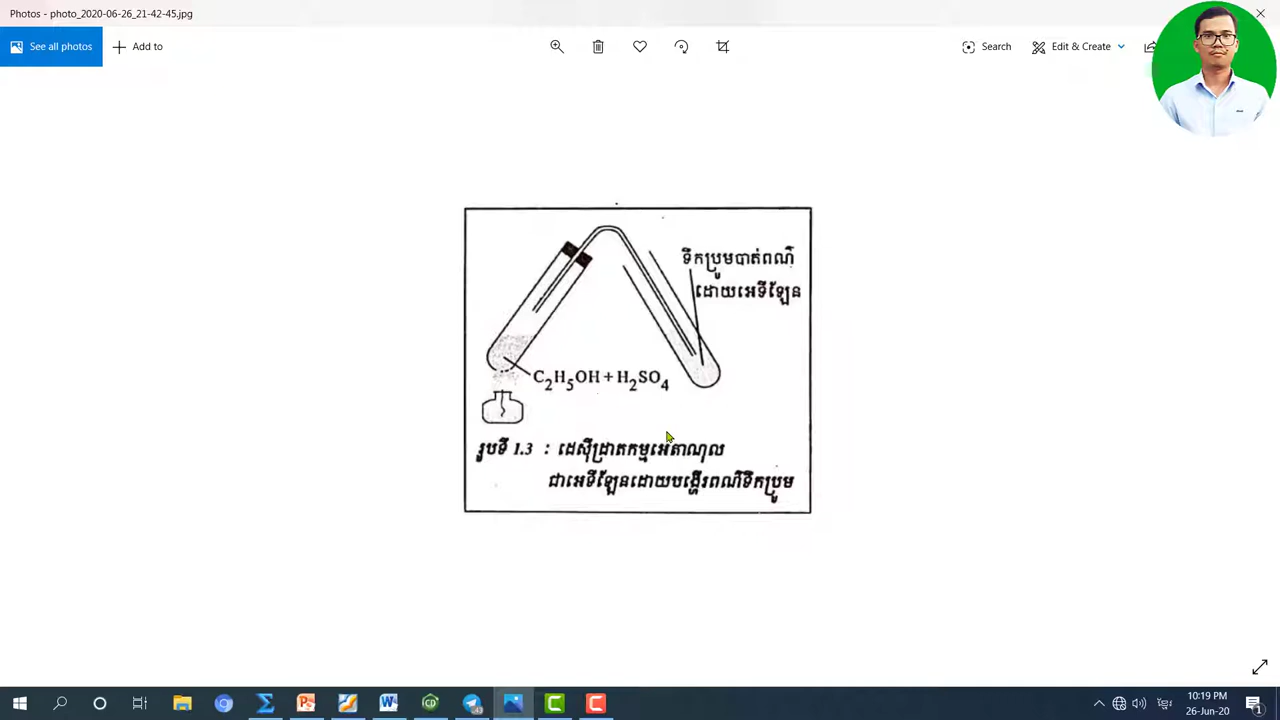 Photos - photo_2020-06-26_21-42-45.jpg
See all photos
Add to
Search
Edit & Create
ទឹកប្រូមបាត់ពណ៌
ដោយអេទីឡែន
C₂H₅OH + H₂SO₄
រូបទី 1.3 : ដេស៊ីដ្រាតកម្មអេតាណុល
ជាអេទីឡែនដោយបង្ហើរពណ៌ទឹកប្រូម
10:19 PM
26-Jun-20